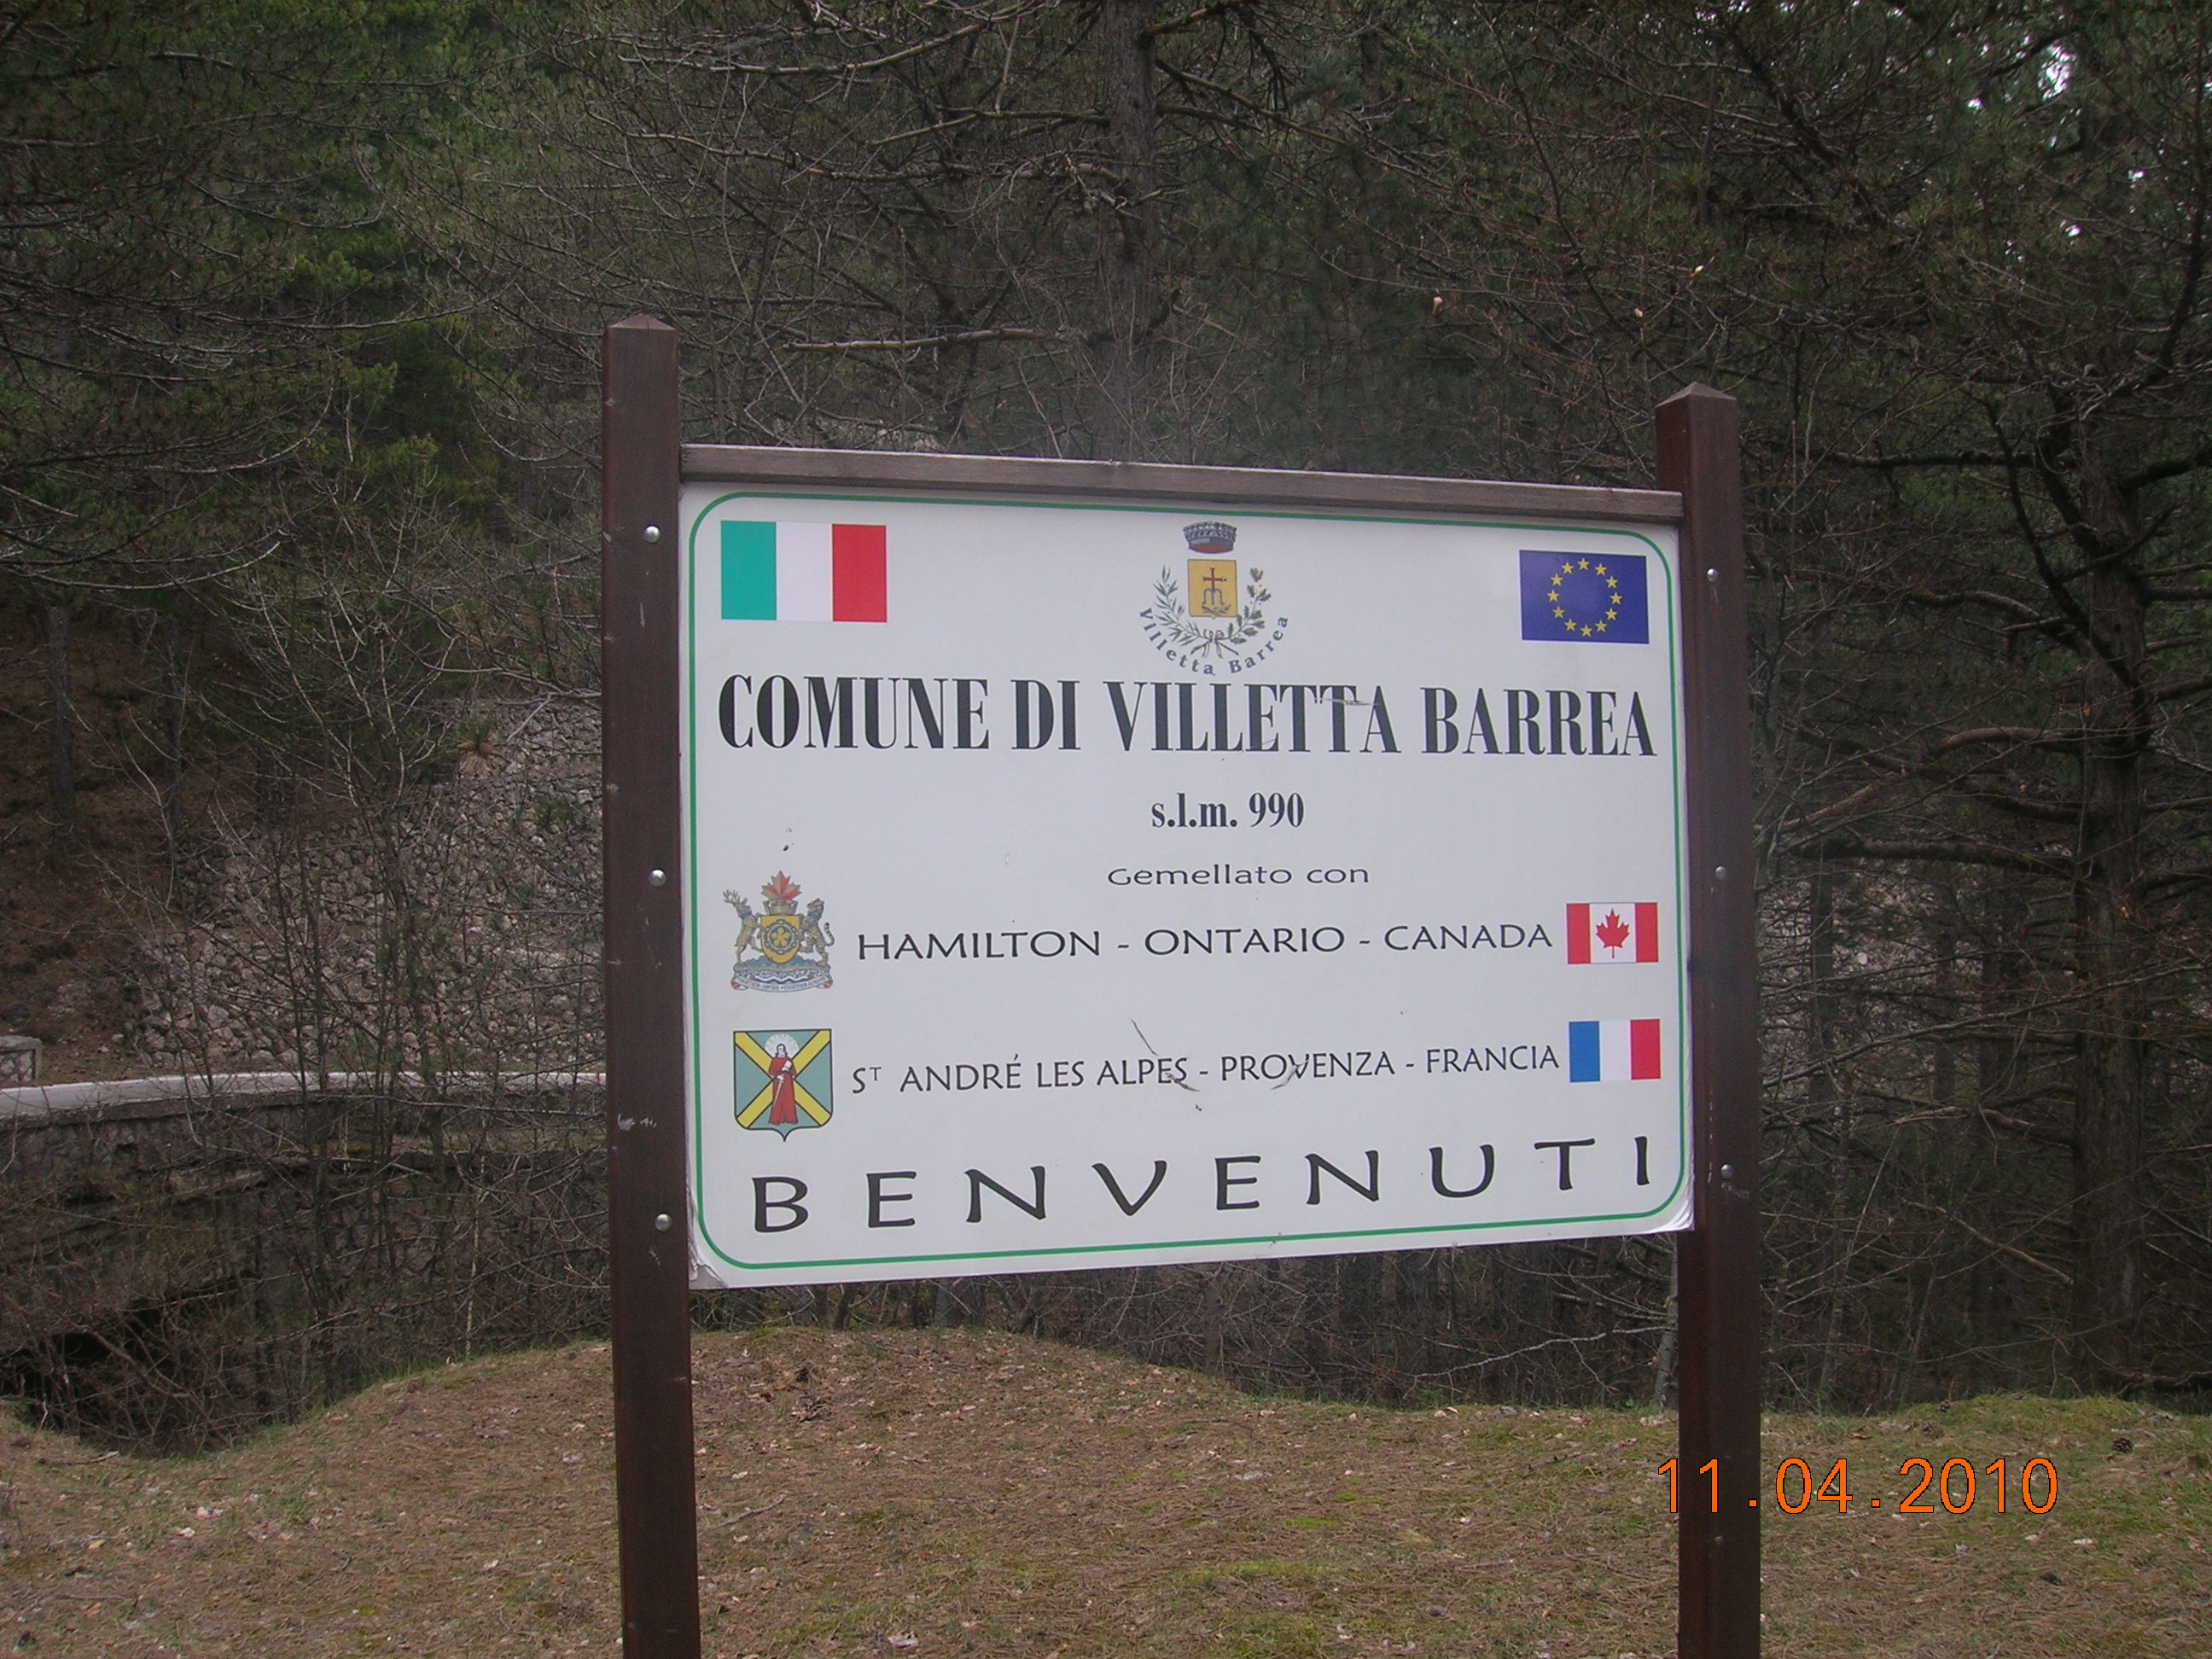 Villetta Barrea
COMUNE DI VILLETTA BARREA
s.l.m. 990
Gemellato con
HAMILTON - ONTARIO - CANADA
ST ANDRÉ LES ALPES - PROVENZA - FRANCIA
BENVENUTI
11.04.2010